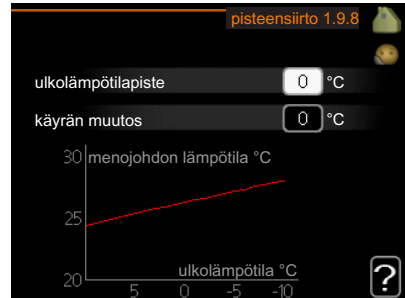 pisteensiirto 1.9.8
ulkolämpötilapiste 0 °C
käyrän muutos 0 °C
30 menojohdon lämpötila °C
25
ulkolämpötila °C
20
5 0 -5 -10
?